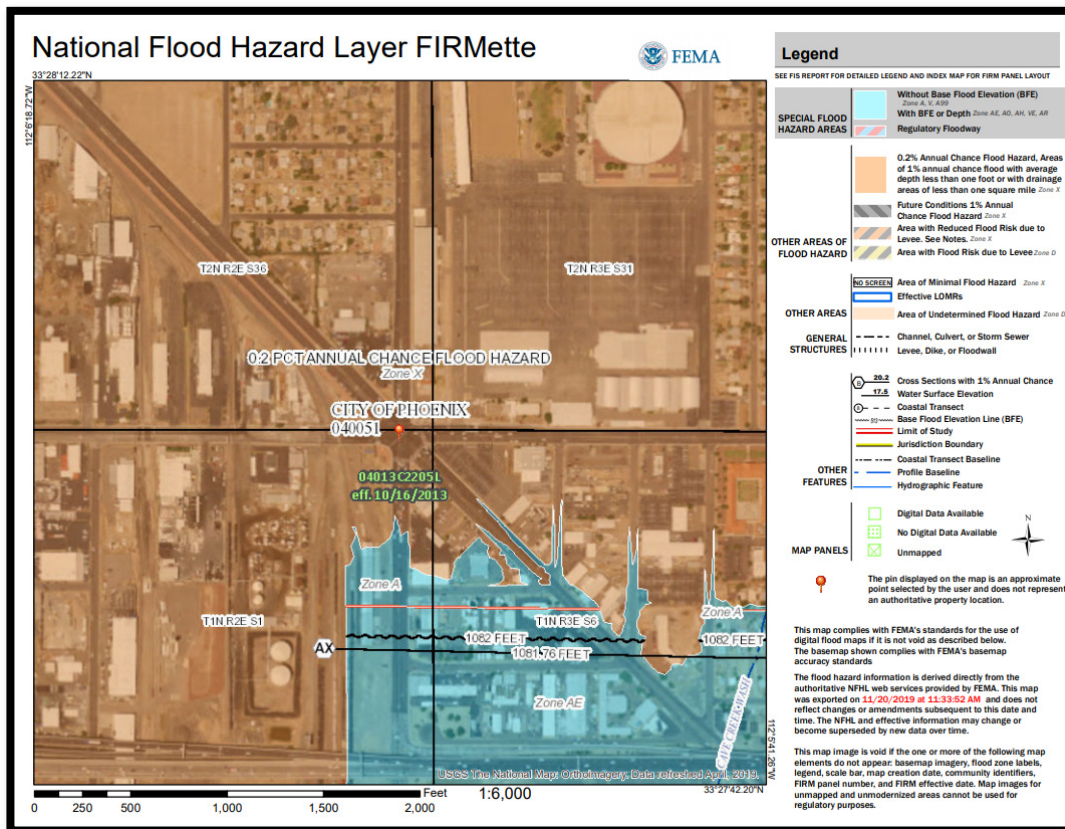 National Flood Hazard Layer FIRMette
FEMA
33°28'12.22"N
112°6'18.72"W
T2N R2E S36
T2N R3E S31
0.2 PCT ANNUAL CHANCE FLOOD HAZARD
Zone X
CITY OF PHOENIX
040051
04013C2205L
eff. 10/16/2013
Zone A
Zone A
T1N R2E S1
T1N R3E S6
1082 FEET
1082 FEET
AX
1081.76 FEET
Zone AE
CAVE CREEK WASH
112°5'41.26"W
USGS The National Map: Orthoimagery. Data refreshed April, 2019.
33°27'42.20"N
0 250 500 1,000 1,500 2,000 Feet 1:6,000
Legend
SEE FIS REPORT FOR DETAILED LEGEND AND INDEX MAP FOR FIRM PANEL LAYOUT
SPECIAL FLOOD
HAZARD AREAS
Without Base Flood Elevation (BFE)
Zone A, V, A99
With BFE or Depth Zone AE, AO, AH, VE, AR
Regulatory Floodway
OTHER AREAS OF
FLOOD HAZARD
0.2% Annual Chance Flood Hazard, Areas
of 1% annual chance flood with average
depth less than one foot or with drainage
areas of less than one square mile Zone X
Future Conditions 1% Annual
Chance Flood Hazard Zone X
Area with Reduced Flood Risk due to
Levee. See Notes. Zone X
Area with Flood Risk due to Levee Zone D
OTHER AREAS
NO SCREEN Area of Minimal Flood Hazard Zone X
Effective LOMRs
Area of Undetermined Flood Hazard Zone D
GENERAL
STRUCTURES
Channel, Culvert, or Storm Sewer
Levee, Dike, or Floodwall
OTHER
FEATURES
B 20.2 Cross Sections with 1% Annual Chance
17.5 Water Surface Elevation
8 Coastal Transect
513 Base Flood Elevation Line (BFE)
Limit of Study
Jurisdiction Boundary
Coastal Transect Baseline
Profile Baseline
Hydrographic Feature
MAP PANELS
Digital Data Available
No Digital Data Available
Unmapped
N
The pin displayed on the map is an approximate
point selected by the user and does not represent
an authoritative property location.
This map complies with FEMA's standards for the use of
digital flood maps if it is not void as described below.
The basemap shown complies with FEMA's basemap
accuracy standards
The flood hazard information is derived directly from the
authoritative NFHL web services provided by FEMA. This map
was exported on 11/20/2019 at 11:33:52 AM and does not
reflect changes or amendments subsequent to this date and
time. The NFHL and effective information may change or
become superseded by new data over time.
This map image is void if the one or more of the following map
elements do not appear: basemap imagery, flood zone labels,
legend, scale bar, map creation date, community identifiers,
FIRM panel number, and FIRM effective date. Map images for
unmapped and unmodernized areas cannot be used for
regulatory purposes.